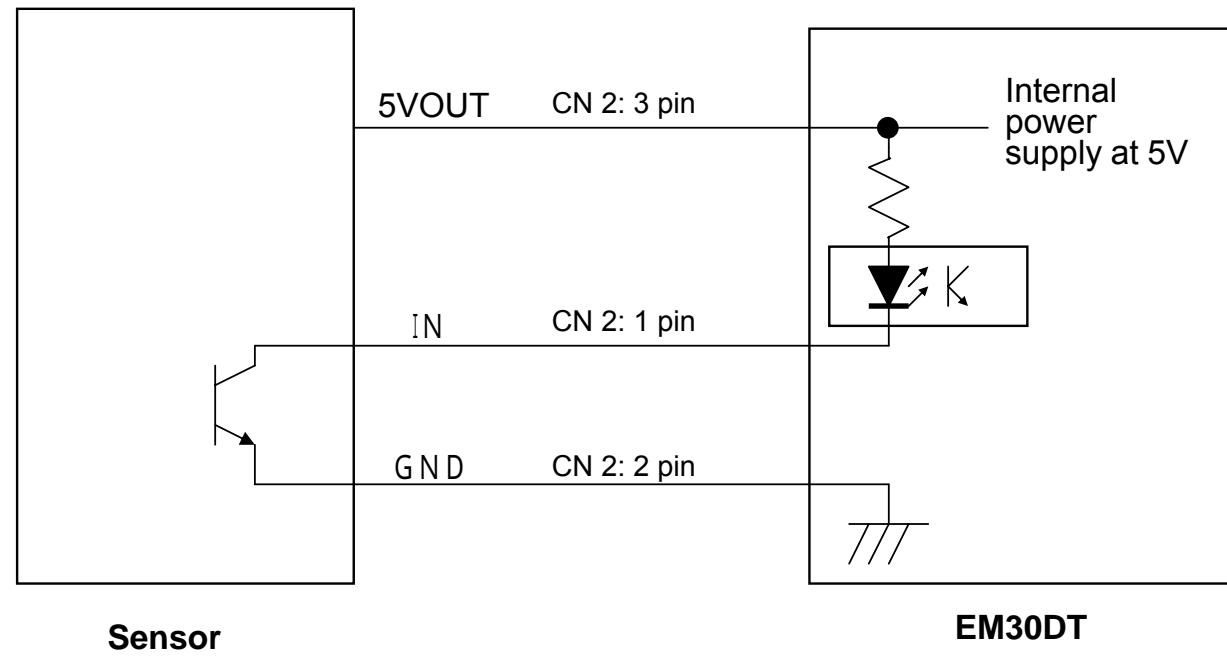 5VOUT CN 2: 3 pin
Internal
power
supply at 5V
IN CN 2: 1 pin
GND CN 2: 2 pin
Sensor
EM30DT